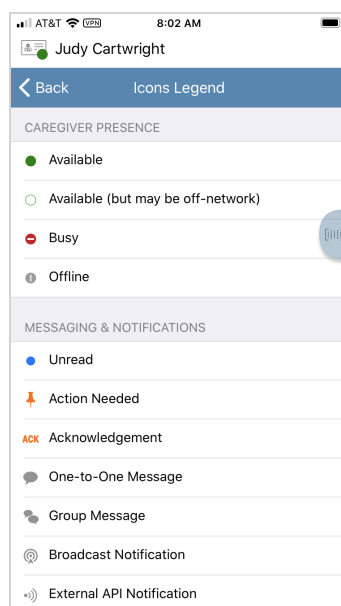 AT&T VPN 8:02 AM
Judy Cartwright
Back Icons Legend
CAREGIVER PRESENCE
Available
Available (but may be off-network)
Busy
Offline
MESSAGING & NOTIFICATIONS
Unread
Action Needed
ACK Acknowledgement
One-to-One Message
Group Message
Broadcast Notification
External API Notification